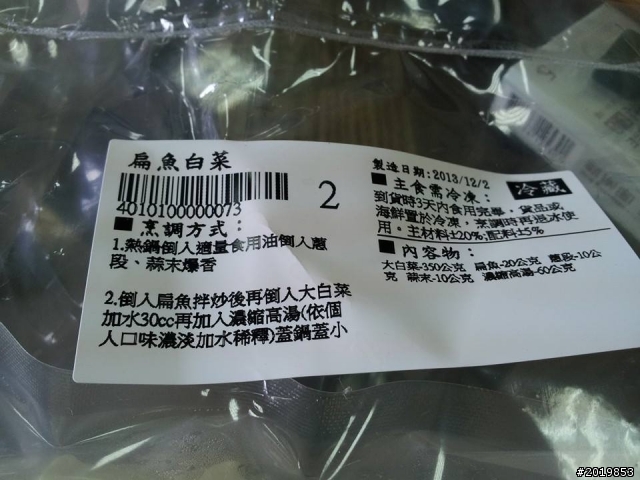 扁魚白菜
4010100000073
2
■ 烹調方式：
1.熱鍋倒入適量食用油倒入蔥
段、蒜末爆香
2.倒入扁魚拌炒後再倒入大白菜
加水30cc再加入濃縮高湯(依個
人口味濃淡加水稀釋)蓋鍋蓋小
製造日期:2013/12/2
■ 主食需冷凍： 冷藏
到貨時3天內食用完畢，貨品或
海鮮置於冷凍，烹調時再退冰使
用。主材料±20%,配料±5%
■ 內容物：
大白菜-350公克 扁魚-20公克 蔥段-10公
克 蒜末-10公克 濃縮高湯-60公克
#2019853